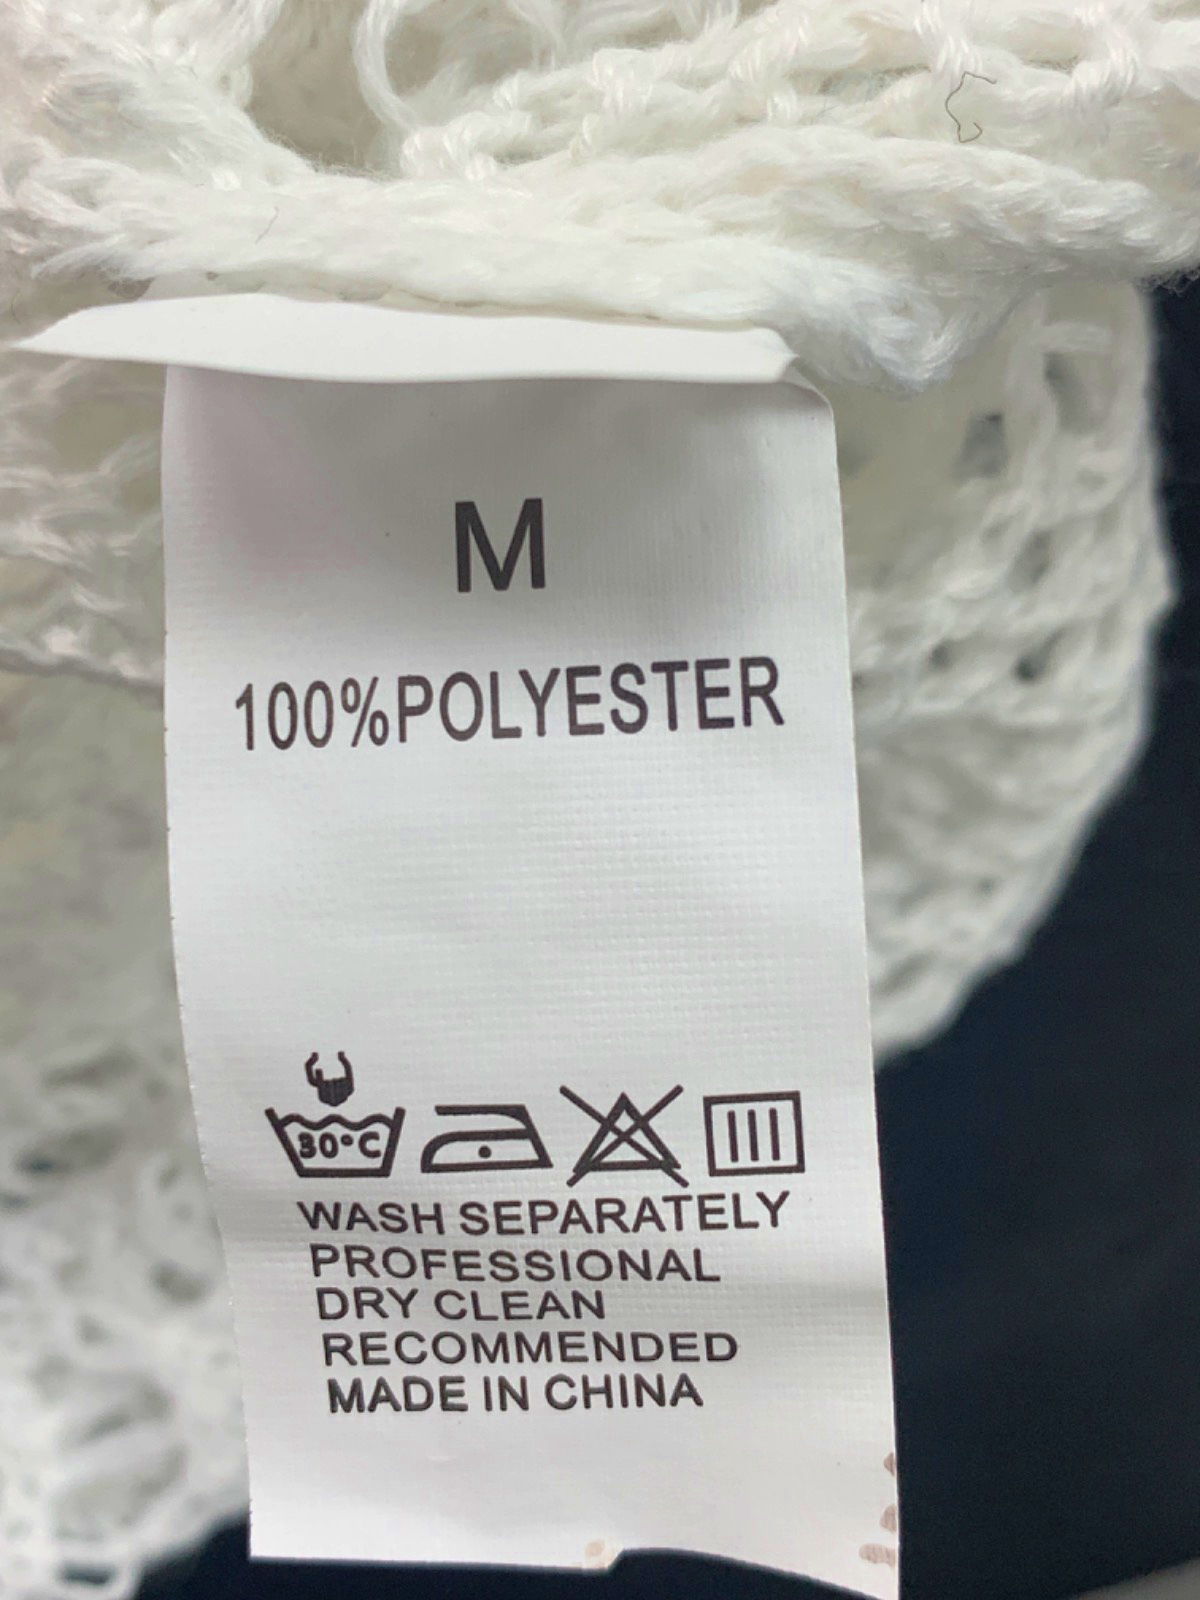 M
100%POLYESTER
30°C
WASH SEPARATELY
PROFESSIONAL
DRY CLEAN
RECOMMENDED
MADE IN CHINA